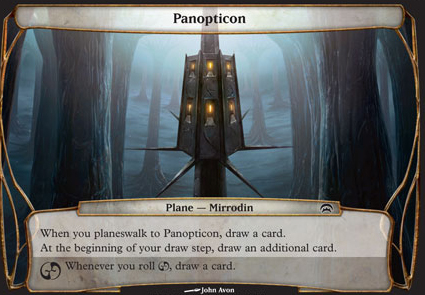 Panopticon
Plane — Mirrodin
When you planeswalk to Panopticon, draw a card.
At the beginning of your draw step, draw an additional card.
Whenever you roll , draw a card.
John Avon